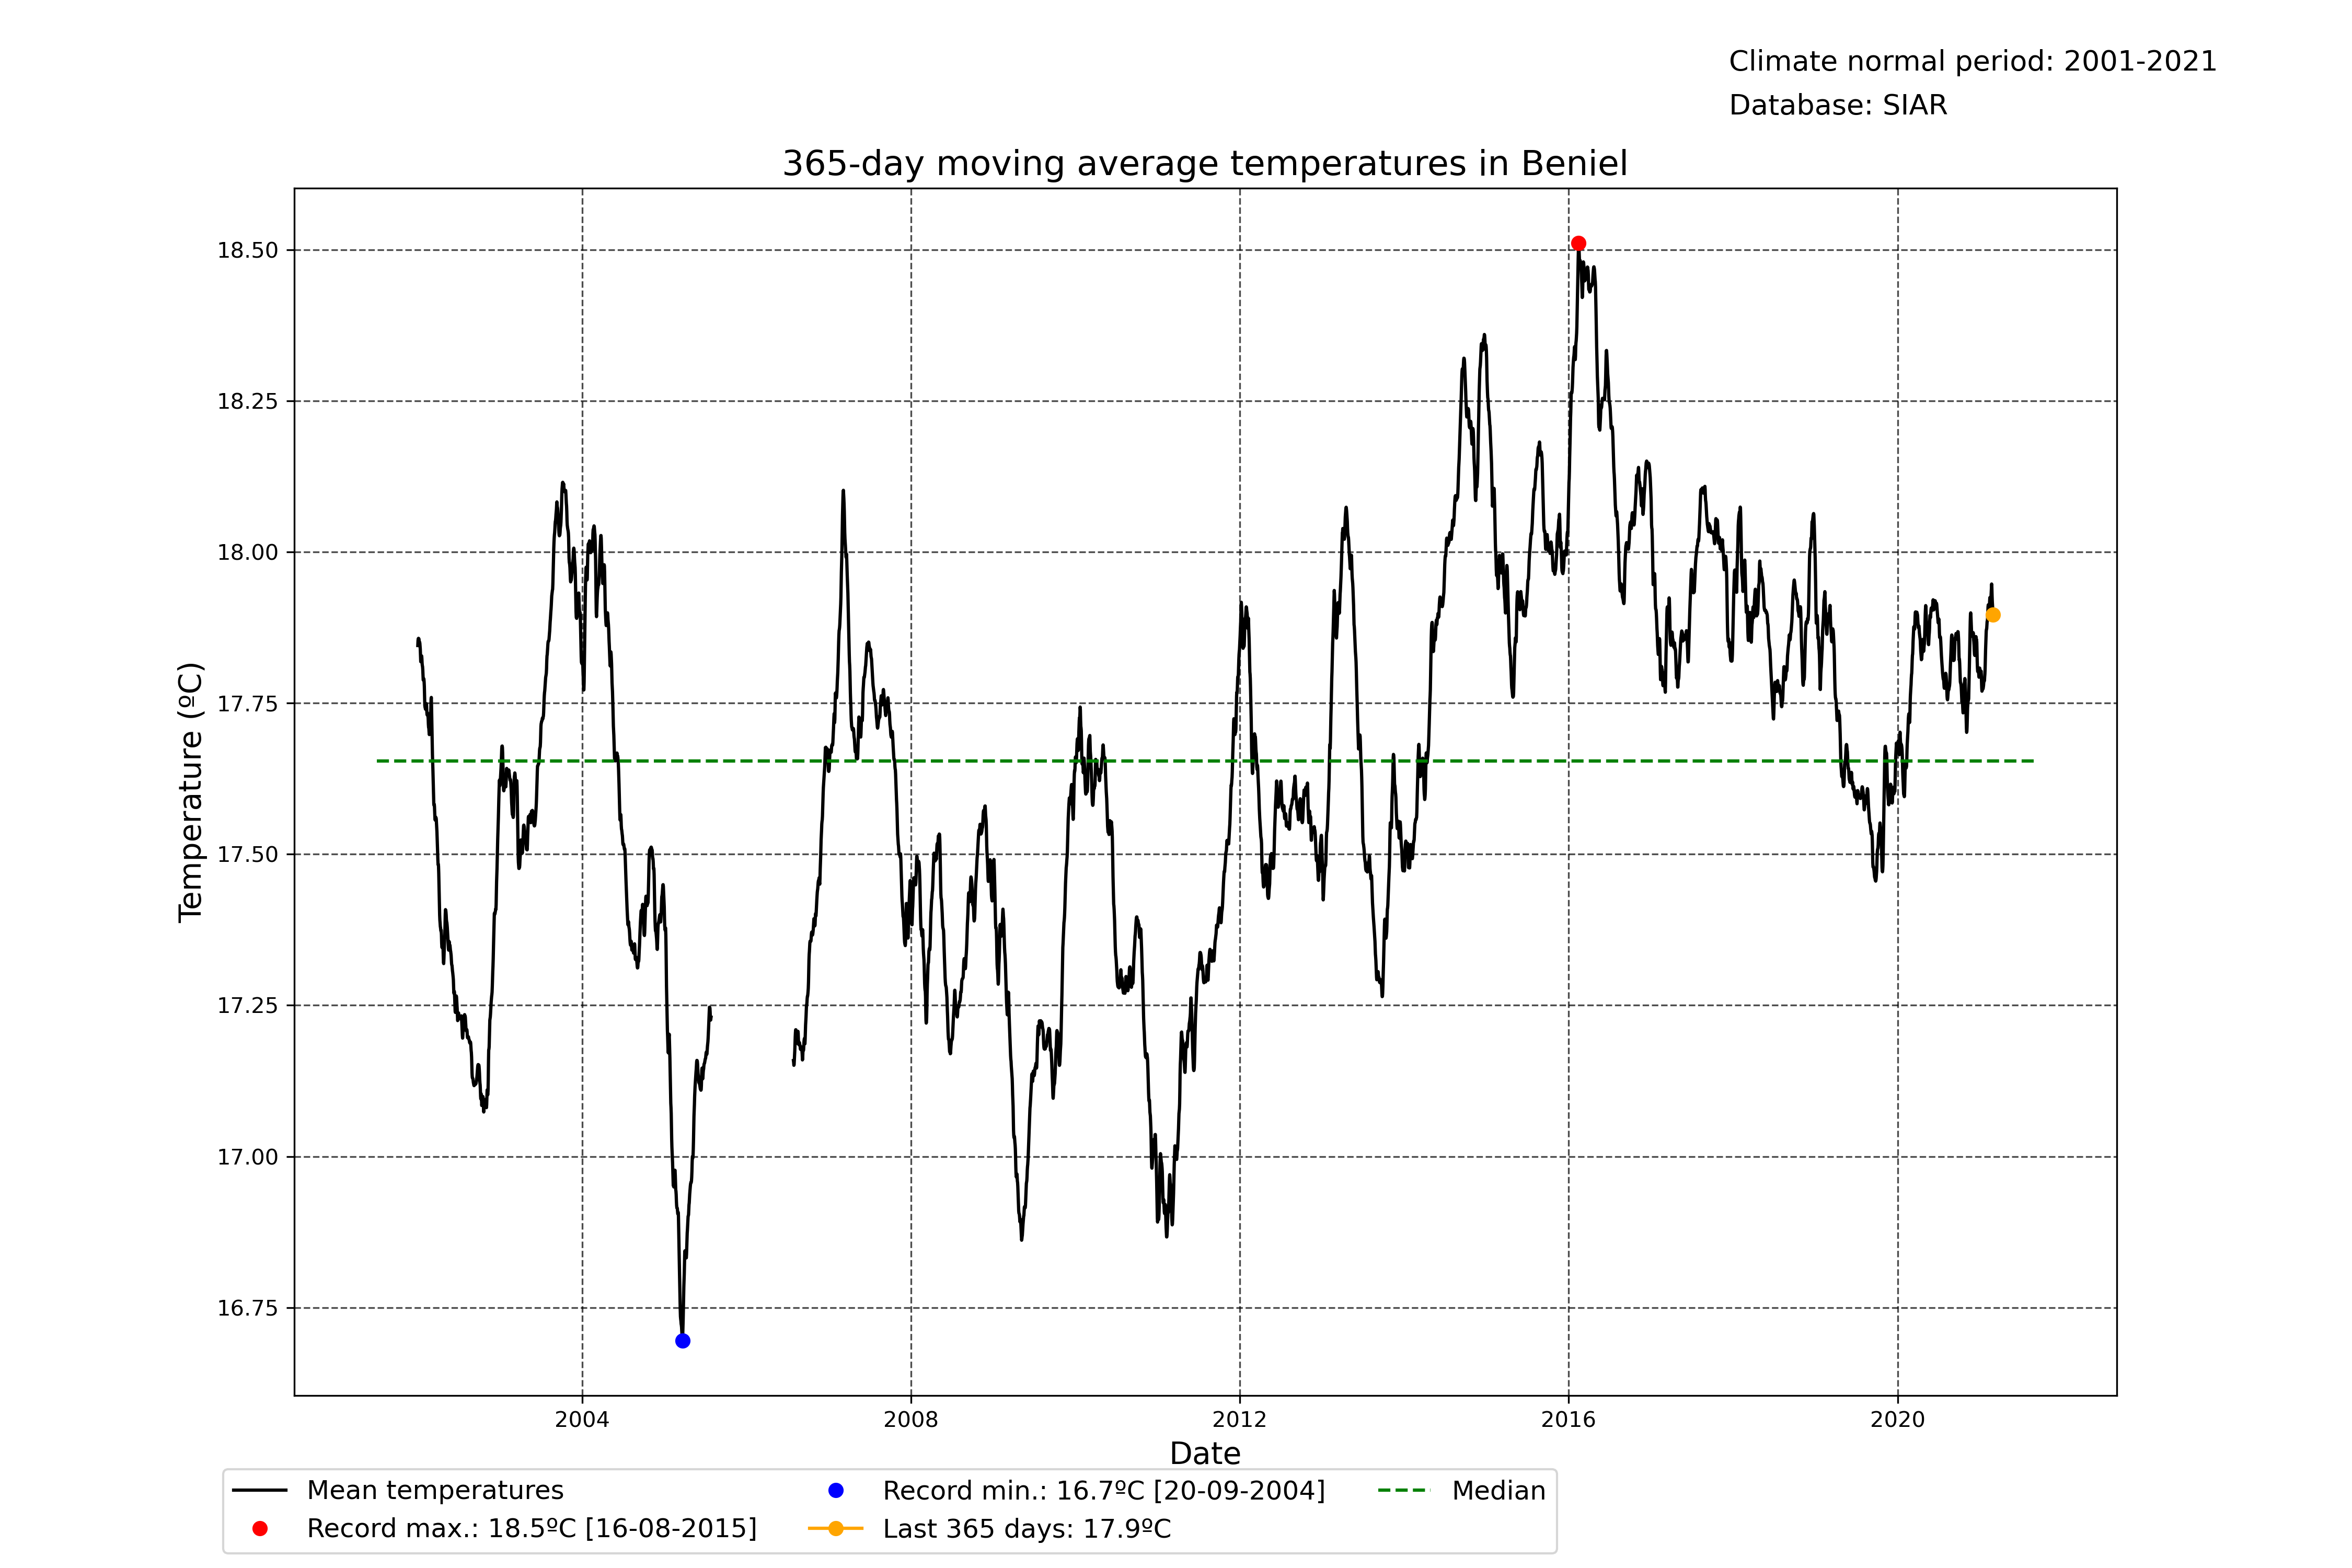 Climate normal period: 2001-2021
Database: SIAR
365-day moving average temperatures in Beniel
18.50
18.25
18.00
17.75
17.50
17.25
17.00
16.75
Temperature (ºC)
2004 2008 2012 2016 2020
Date
Mean temperatures
Record max.: 18.5ºC [16-08-2015]
Record min.: 16.7ºC [20-09-2004]
Last 365 days: 17.9ºC
Median